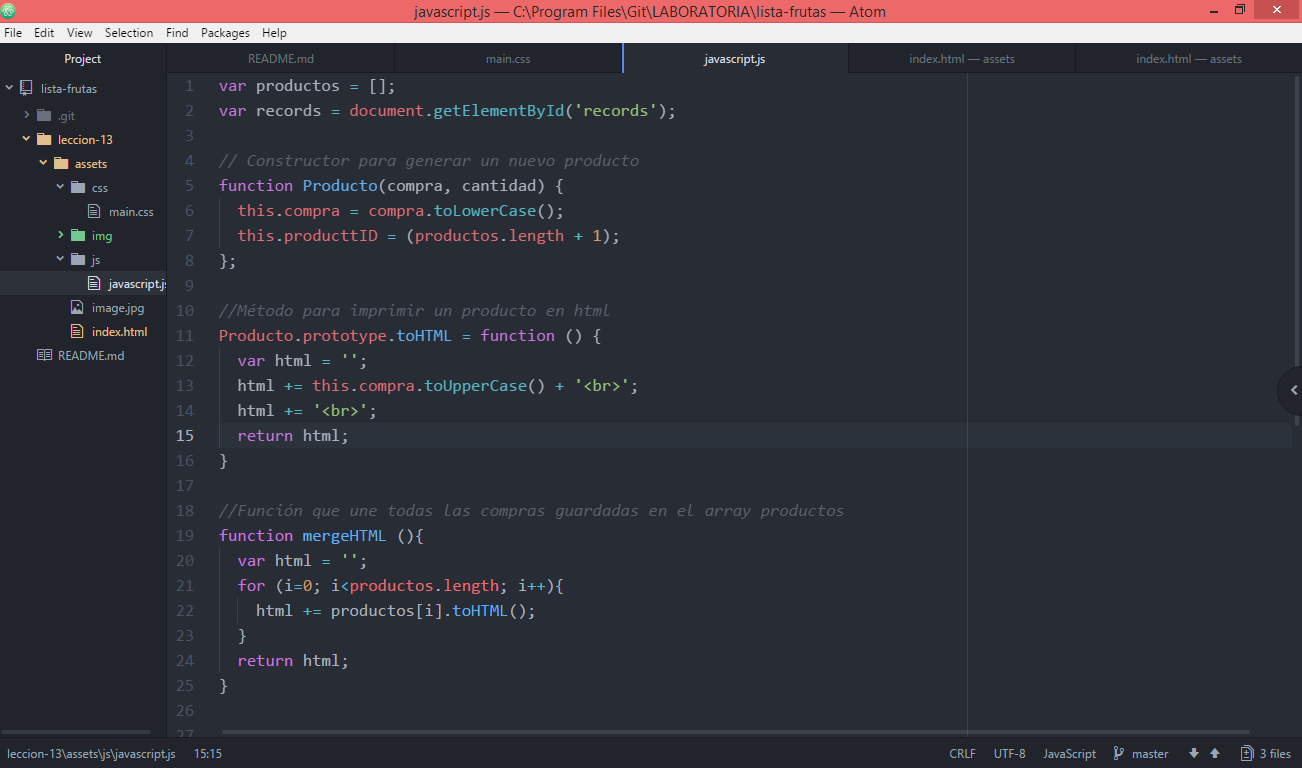 javascript.js — C:\Program Files\Git\LABORATORIA\lista-frutas — Atom
File Edit View Selection Find Packages Help
Project
README.md
main.css
javascript.js
index.html — assets
index.html — assets
lista-frutas
.git
leccion-13
assets
css
main.css
img
js
javascript.js
image.jpg
index.html
README.md
1 var productos = [];
2 var records = document.getElementById('records');
3
4 // Constructor para generar un nuevo producto
5 function Producto(compra, cantidad) {
6 this.compra = compra.toLowerCase();
7 this.producttID = (productos.length + 1);
8 };
9
10 //Método para imprimir un producto en html
11 Producto.prototype.toHTML = function () {
12 var html = '';
13 html += this.compra.toUpperCase() + '<br>';
14 html += '<br>';
15 return html;
16 }
17
18 //Función que une todas las compras guardadas en el array productos
19 function mergeHTML (){
20 var html = '';
21 for (i=0; i<productos.length; i++){
22 html += productos[i].toHTML();
23 }
24 return html;
25 }
26
27
leccion-13\assets\js\javascript.js 15:15 CRLF UTF-8 JavaScript master 3 files